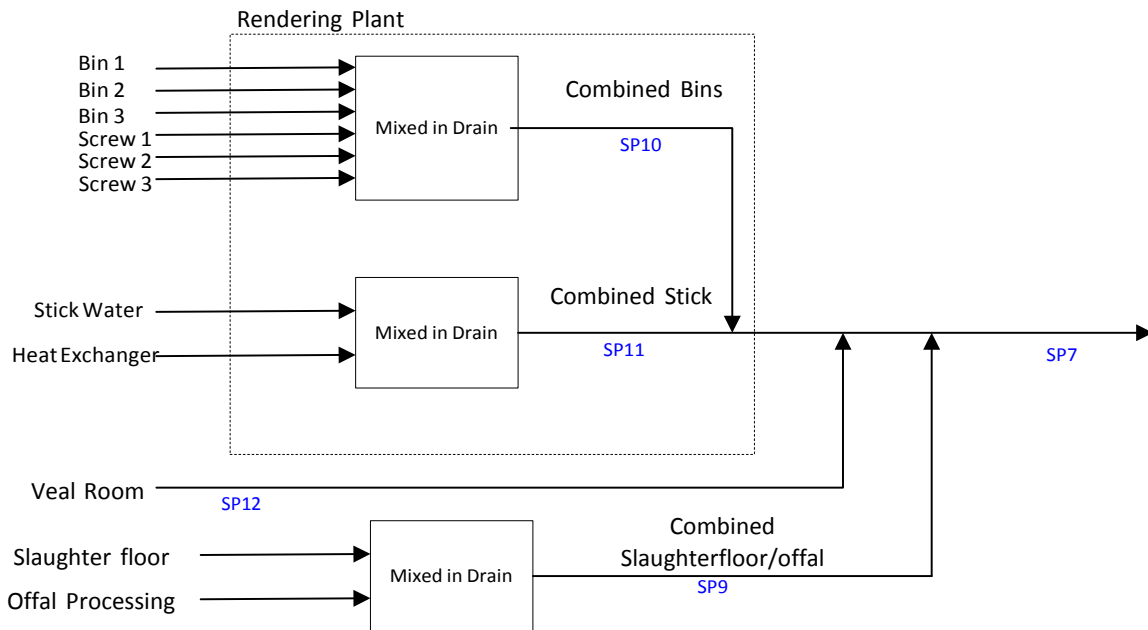 Rendering Plant
Bin 1
Bin 2
Bin 3
Screw 1
Screw 2
Screw 3
Mixed in Drain
Combined Bins
SP10
Stick Water
Heat Exchanger
Mixed in Drain
Combined Stick
SP11
SP7
Veal Room
SP12
Slaughter floor
Offal Processing
Mixed in Drain
Combined
Slaughterfloor/offal
SP9